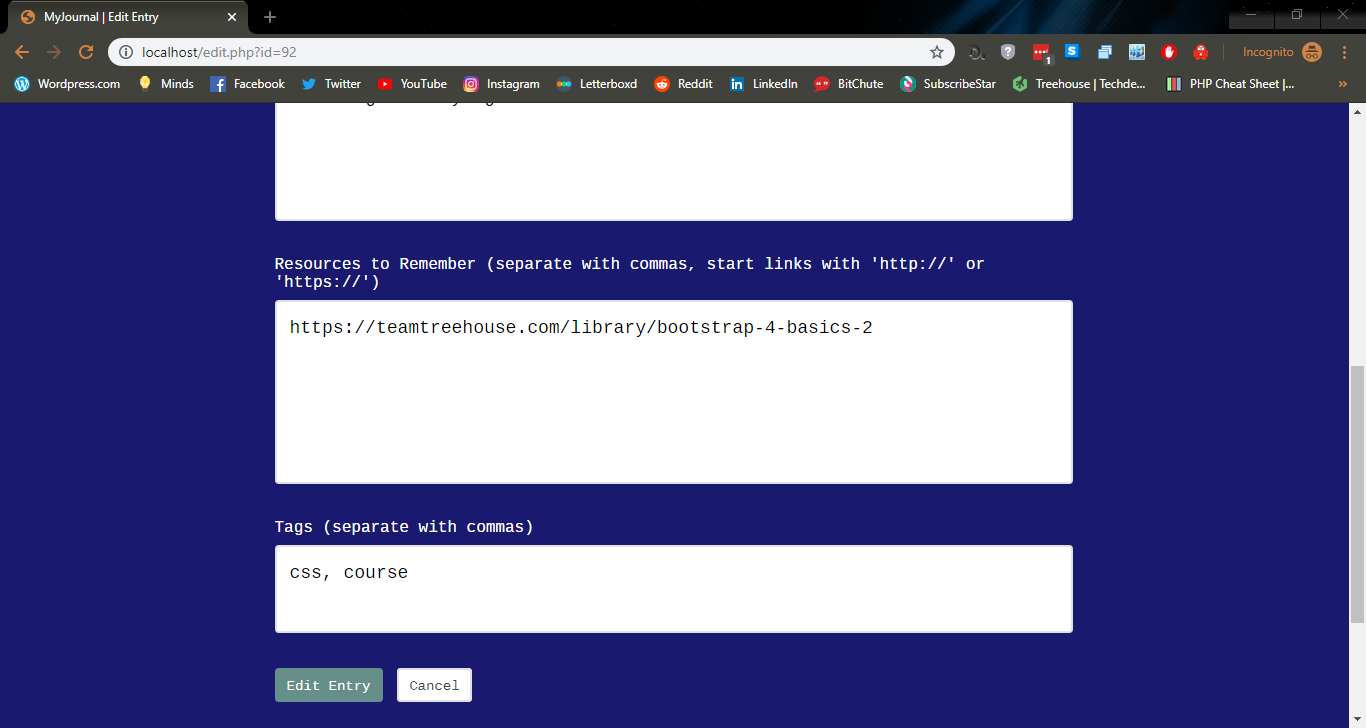 MyJournal | Edit Entry
localhost/edit.php?id=92
1
Incognito
Wordpress.com Minds Facebook Twitter YouTube Instagram Letterboxd Reddit LinkedIn BitChute SubscribeStar Treehouse | Techde... PHP Cheat Sheet |... »
Resources to Remember (separate with commas, start links with 'http://' or
'https://')
https://teamtreehouse.com/library/bootstrap-4-basics-2
Tags (separate with commas)
css, course
Edit Entry Cancel